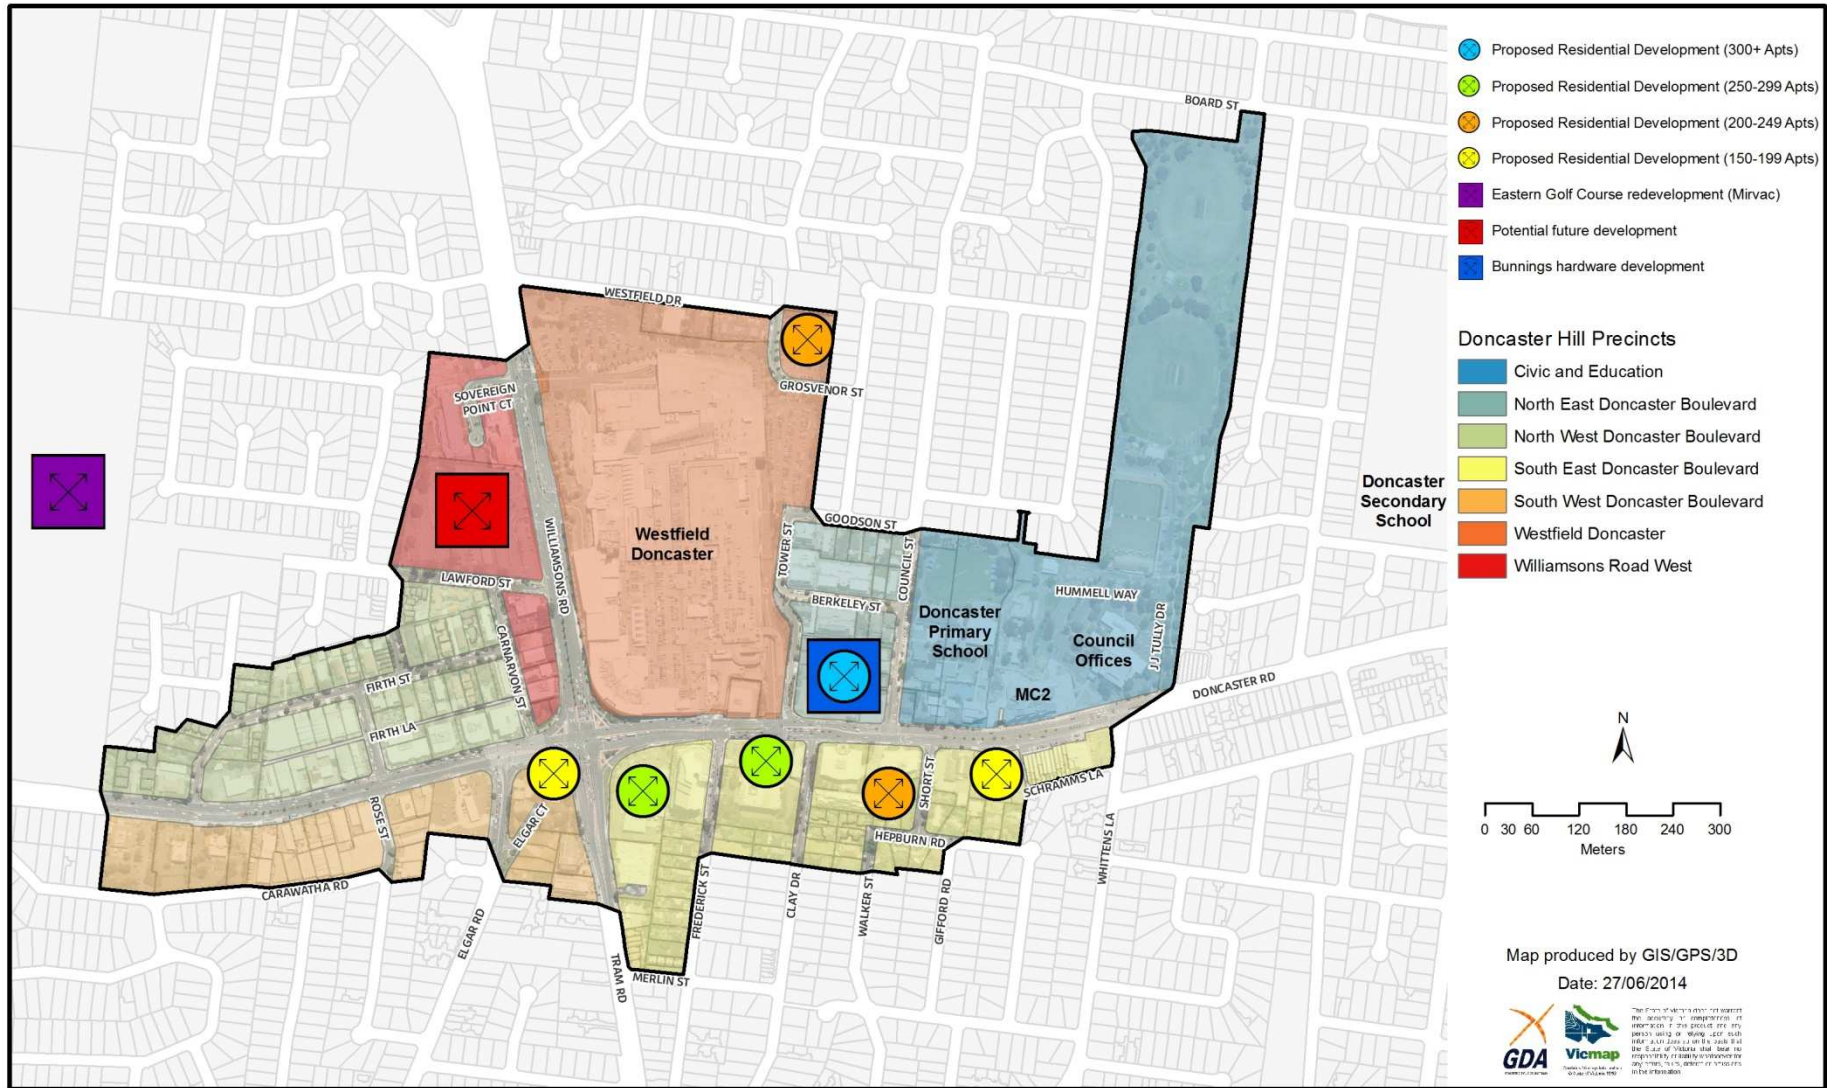 BOARD ST
WESTFIELD DR
GROSVENOR ST
SOVEREIGN
POINT CT
WILLIAMSONS RD
Westfield
Doncaster
TOWER ST
GOODSON ST
COUNCIL ST
BERKELEY ST
Doncaster
Primary
School
HUMMELL WAY
Council
Offices
JJ TULLY DR
MC2
Doncaster
Secondary
School
DONCASTER RD
LAWFORD ST
CARNARVON ST
FIRTH ST
FIRTH LA
ROSE ST
ELGAR CT
CARAWATHA RD
ELGAR RD
TRAM RD
MERLIN ST
FREDERICK ST
CLAY DR
WALKER ST
HEPBURN RD
SHORT ST
GIFFORD RD
SCHRAMMS LA
WHITTENS LA
Proposed Residential Development (300+ Apts)
Proposed Residential Development (250-299 Apts)
Proposed Residential Development (200-249 Apts)
Proposed Residential Development (150-199 Apts)
Eastern Golf Course redevelopment (Mirvac)
Potential future development
Bunnings hardware development
Doncaster Hill Precincts
Civic and Education
North East Doncaster Boulevard
North West Doncaster Boulevard
South East Doncaster Boulevard
South West Doncaster Boulevard
Westfield Doncaster
Williamsons Road West
N
0 30 60 120 180 240 300
Meters
Map produced by GIS/GPS/3D
Date: 27/06/2014
GDA
Vicmap